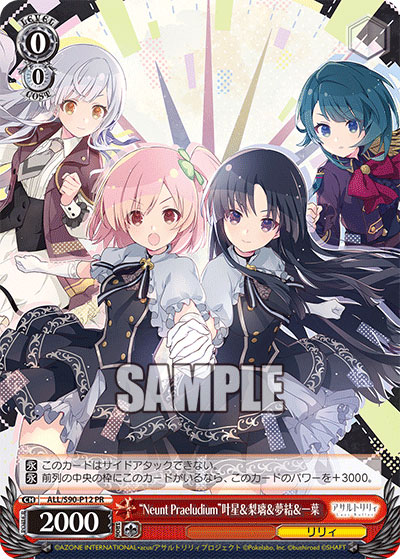 LEVEL
0
0
COST
SAMPLE
永 このカードはサイドアタックできない。
永 前列の中央の枠にこのカードがいるなら、このカードのパワーを+3000。
CH ALL/S90-P12 PR
2000
"Neunt Praeludium"叶星&梨璃&夢結&一葉
アサルトリリィ
リリィ
©AZONE INTERNATIONAL・acus/アサルトリリィプロジェクト ©Pokelabo, Inc. ©bushiroad ©SHAFT